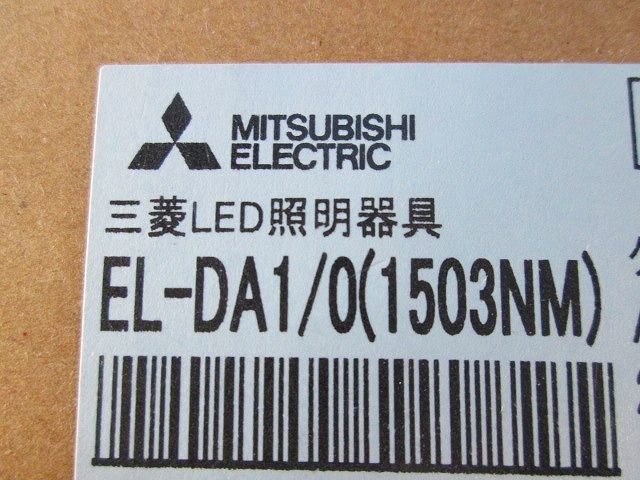 MITSUBISHI
ELECTRIC
三菱LED照明器具
EL-DA1/0(1503NM)